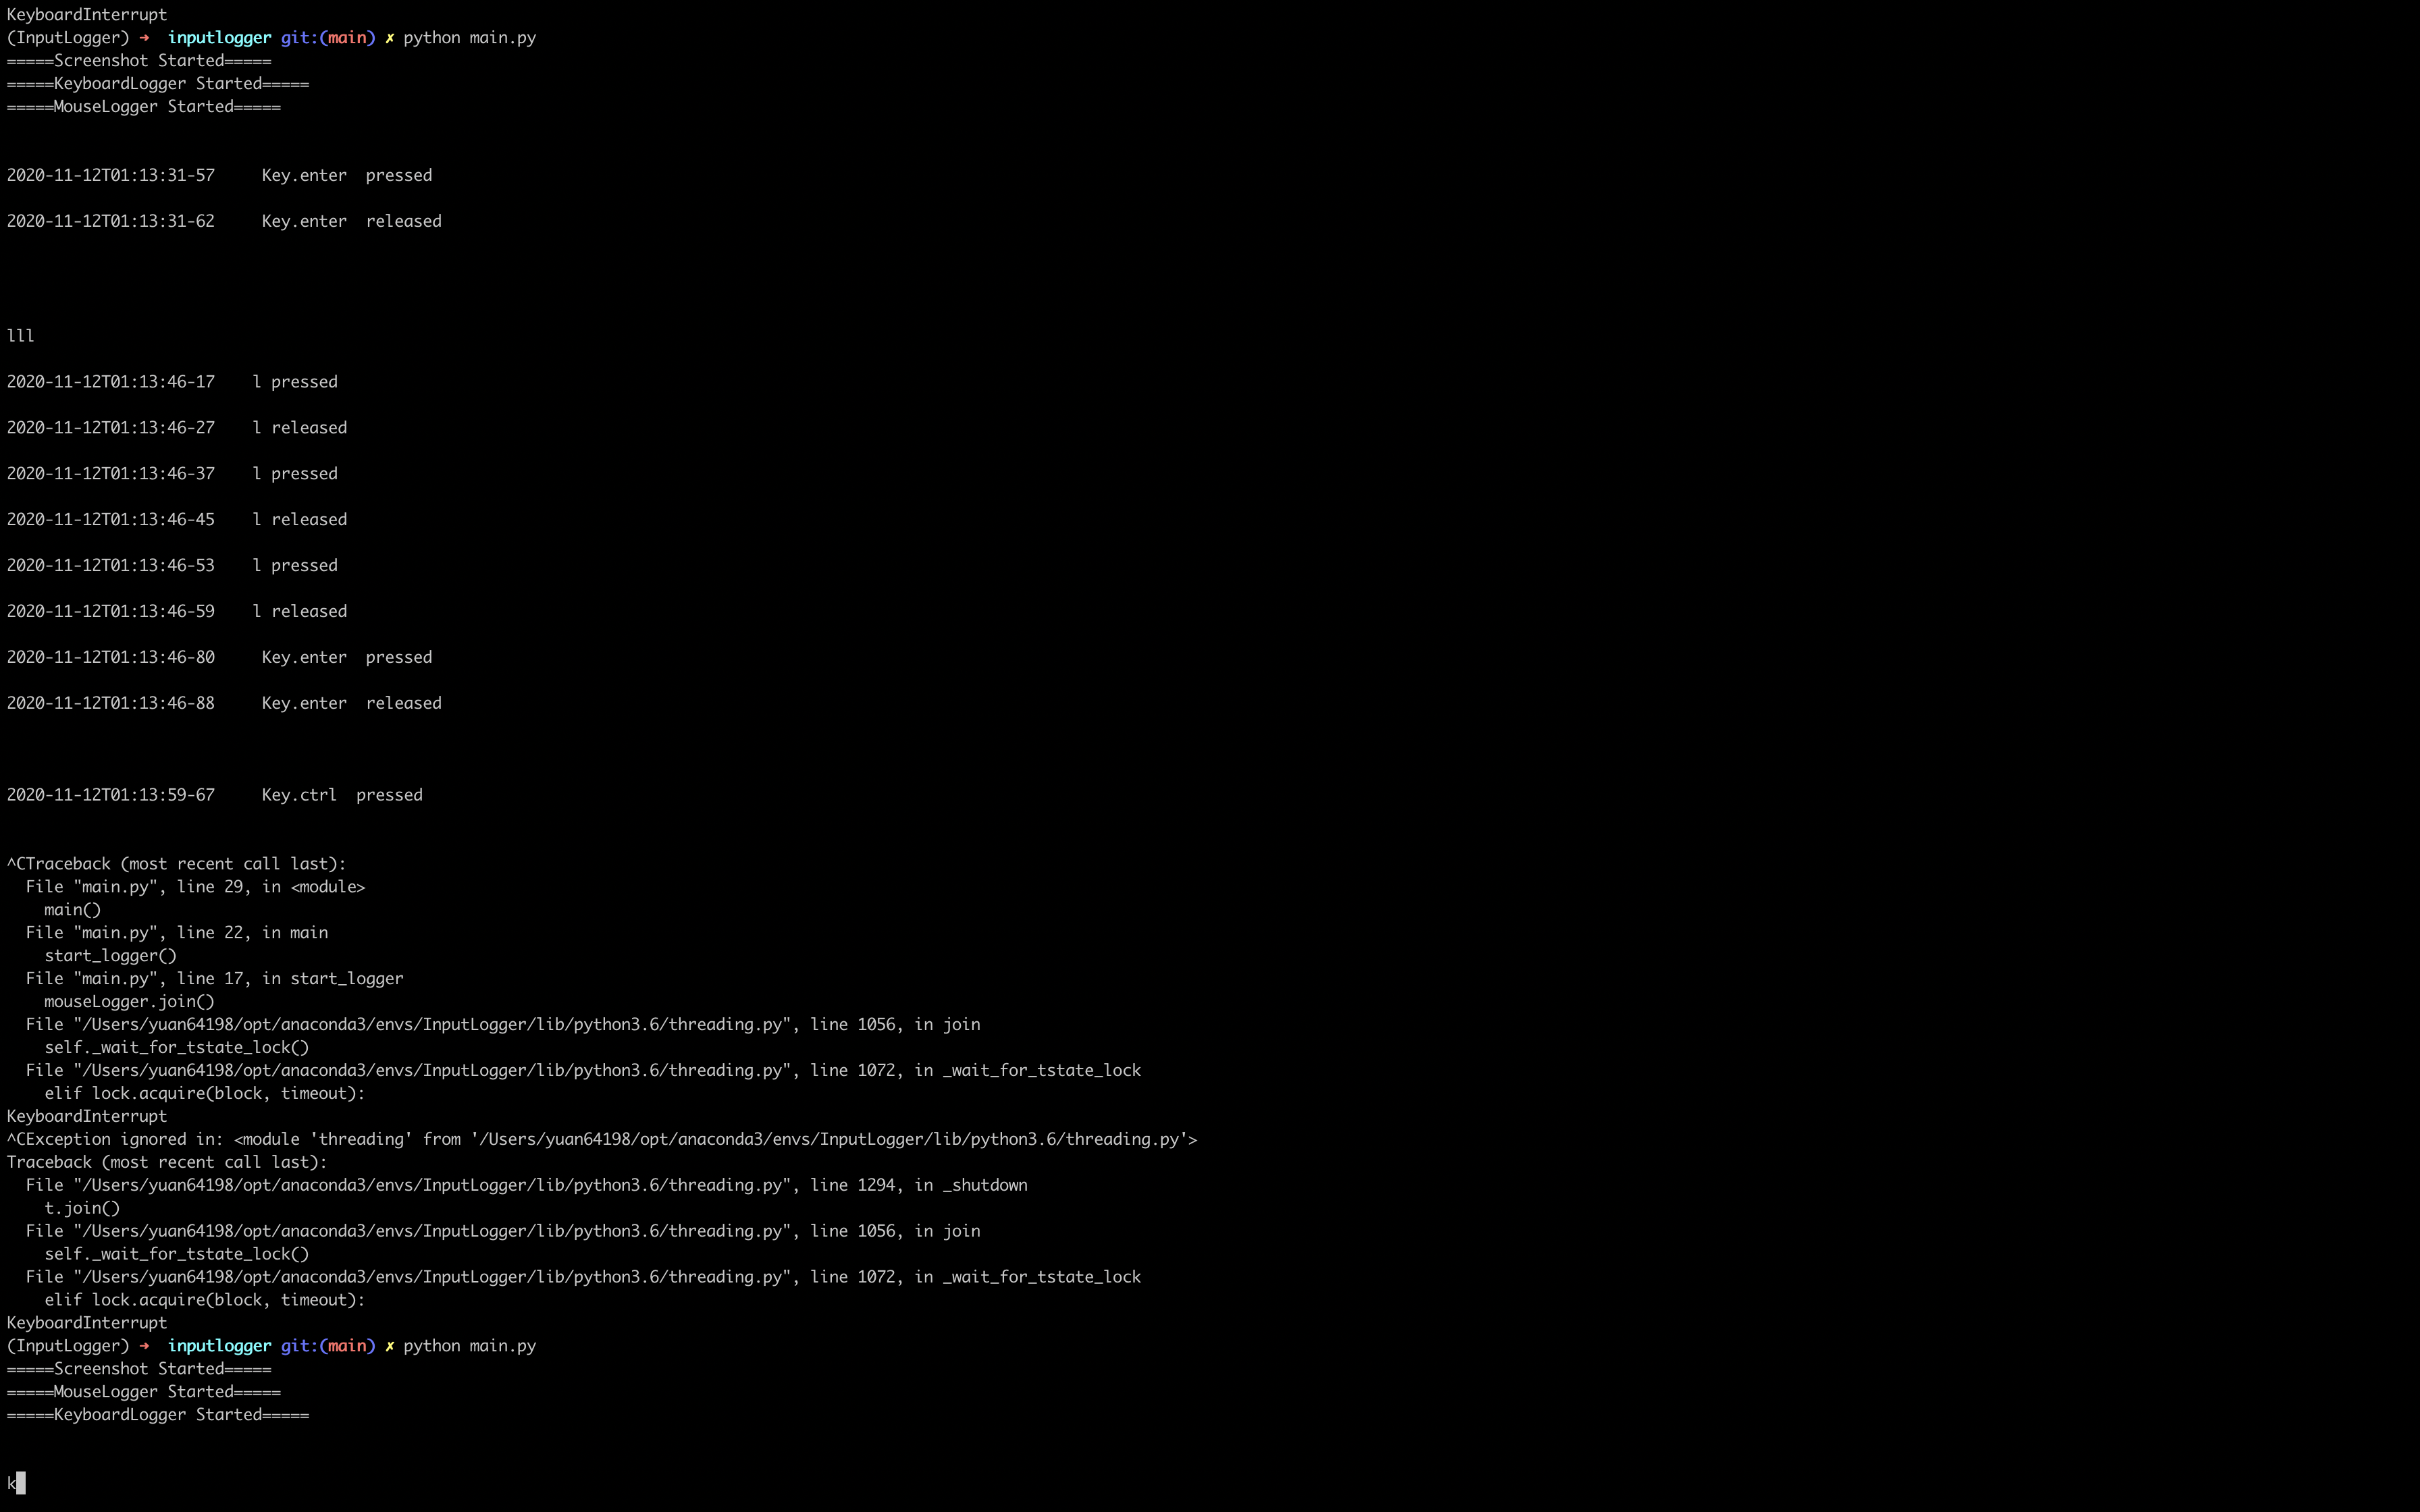 KeyboardInterrupt
(InputLogger) ➜  inputlogger git:(main) ✗ python main.py
=====Screenshot Started=====
=====KeyboardLogger Started=====
=====MouseLogger Started=====
2020-11-12T01:13:31-57     Key.enter  pressed
2020-11-12T01:13:31-62     Key.enter  released
lll
2020-11-12T01:13:46-17    l pressed
2020-11-12T01:13:46-27    l released
2020-11-12T01:13:46-37    l pressed
2020-11-12T01:13:46-45    l released
2020-11-12T01:13:46-53    l pressed
2020-11-12T01:13:46-59    l released
2020-11-12T01:13:46-80     Key.enter  pressed
2020-11-12T01:13:46-88     Key.enter  released
2020-11-12T01:13:59-67     Key.ctrl  pressed
^CTraceback (most recent call last):
  File "main.py", line 29, in <module>
    main()
  File "main.py", line 22, in main
    start_logger()
  File "main.py", line 17, in start_logger
    mouseLogger.join()
  File "/Users/yuan64198/opt/anaconda3/envs/InputLogger/lib/python3.6/threading.py", line 1056, in join
    self._wait_for_tstate_lock()
  File "/Users/yuan64198/opt/anaconda3/envs/InputLogger/lib/python3.6/threading.py", line 1072, in _wait_for_tstate_lock
    elif lock.acquire(block, timeout):
KeyboardInterrupt
^CException ignored in: <module 'threading' from '/Users/yuan64198/opt/anaconda3/envs/InputLogger/lib/python3.6/threading.py'>
Traceback (most recent call last):
  File "/Users/yuan64198/opt/anaconda3/envs/InputLogger/lib/python3.6/threading.py", line 1294, in _shutdown
    t.join()
  File "/Users/yuan64198/opt/anaconda3/envs/InputLogger/lib/python3.6/threading.py", line 1056, in join
    self._wait_for_tstate_lock()
  File "/Users/yuan64198/opt/anaconda3/envs/InputLogger/lib/python3.6/threading.py", line 1072, in _wait_for_tstate_lock
    elif lock.acquire(block, timeout):
KeyboardInterrupt
(InputLogger) ➜  inputlogger git:(main) ✗ python main.py
=====Screenshot Started=====
=====MouseLogger Started=====
=====KeyboardLogger Started=====
k